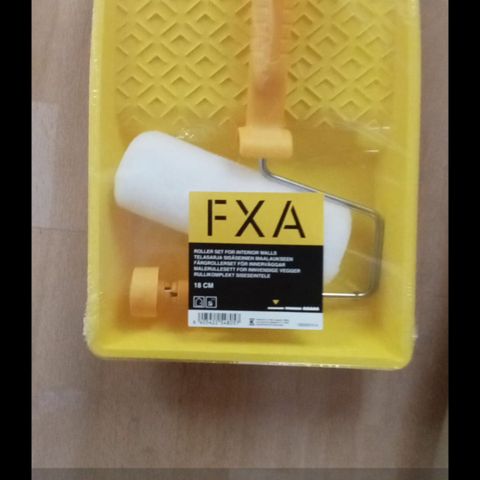 FXA
ROLLER SET FOR INTERIOR WALLS
TELASARJA SISÄSEINIEN MAALAUKSEEN
FÄRGROLLERSET FÖR INNERVÄGGAR
MALERULLESETT FOR INNVENDIGE VEGGER
RULLIKOMPLEKT SISESEINTELE
18 CM